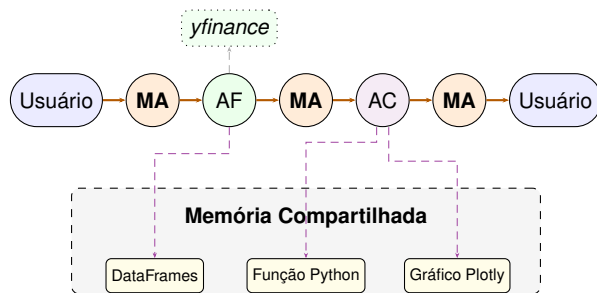 yfinance
Usuário
MA
AF
MA
AC
MA
Usuário
Memória Compartilhada
DataFrames
Função Python
Gráfico Plotly